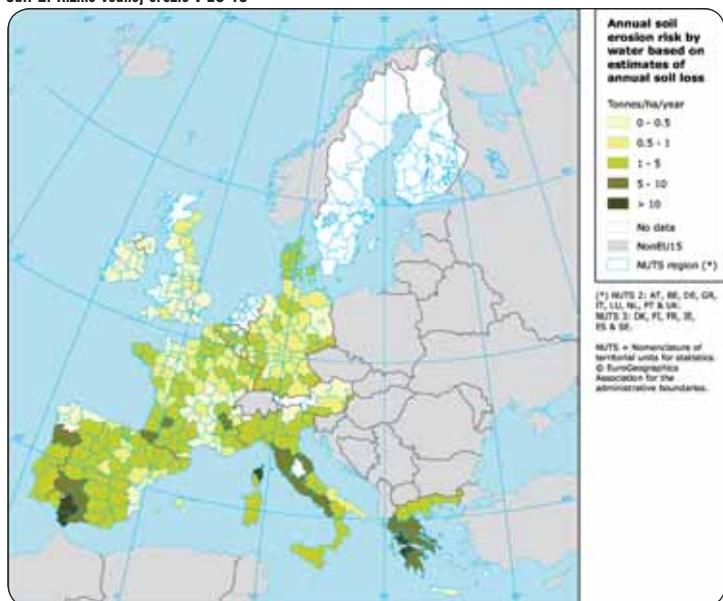 Riziko vodnej
Annual soil
erosion risk by
water based on
estimates of
annual soil loss
Tonnes/ha/year
0 - 0.5
0.5 - 1
1 - 5
5 - 10
> 10
No data
NonEU15
NUTS region (*)
(*) NUTS 2: AT, BE, DE, GR,
IT, LU, NL, PT & UK.
NUTS 3: DK, FI, FR, IE,
ES & SE.
NUTS = Nomenclature of
territorial units for statistics.
© EuroGeographics
Association for the
administrative boundaries.